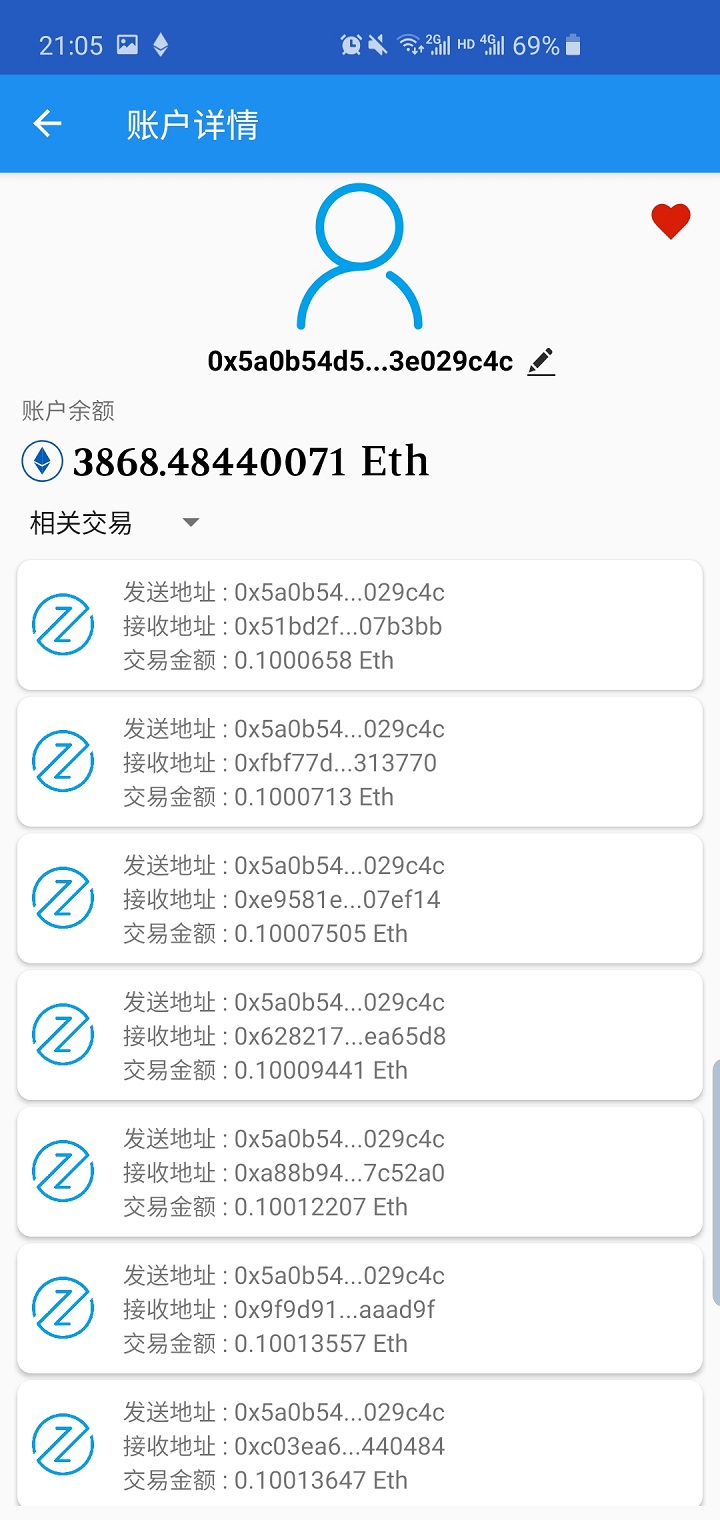 21:05
2G HD 4G 69%
账户详情
0x5a0b54d5...3e029c4c
账户余额
3868.48440071 Eth
相关交易
发送地址 : 0x5a0b54...029c4c
接收地址 : 0x51bd2f...07b3bb
交易金额 : 0.1000658 Eth
发送地址 : 0x5a0b54...029c4c
接收地址 : 0xfbf77d...313770
交易金额 : 0.1000713 Eth
发送地址 : 0x5a0b54...029c4c
接收地址 : 0xe9581e...07ef14
交易金额 : 0.10007505 Eth
发送地址 : 0x5a0b54...029c4c
接收地址 : 0x628217...ea65d8
交易金额 : 0.10009441 Eth
发送地址 : 0x5a0b54...029c4c
接收地址 : 0xa88b94...7c52a0
交易金额 : 0.10012207 Eth
发送地址 : 0x5a0b54...029c4c
接收地址 : 0x9f9d91...aaad9f
交易金额 : 0.10013557 Eth
发送地址 : 0x5a0b54...029c4c
接收地址 : 0xc03ea6...440484
交易金额 : 0.10013647 Eth